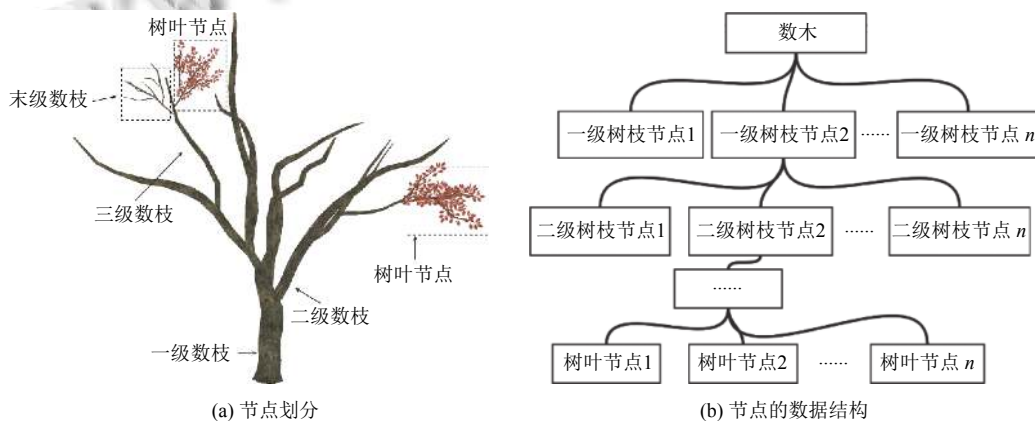 树叶节点
末级数枝
三级数枝
树叶节点
二级数枝
一级数枝
(a) 节点划分
数木
一级树枝节点1 一级树枝节点2 ...... 一级树枝节点 n
二级树枝节点1 二级树枝节点2 ...... 二级树枝节点 n
......
树叶节点1 树叶节点2 ...... 树叶节点 n
(b) 节点的数据结构